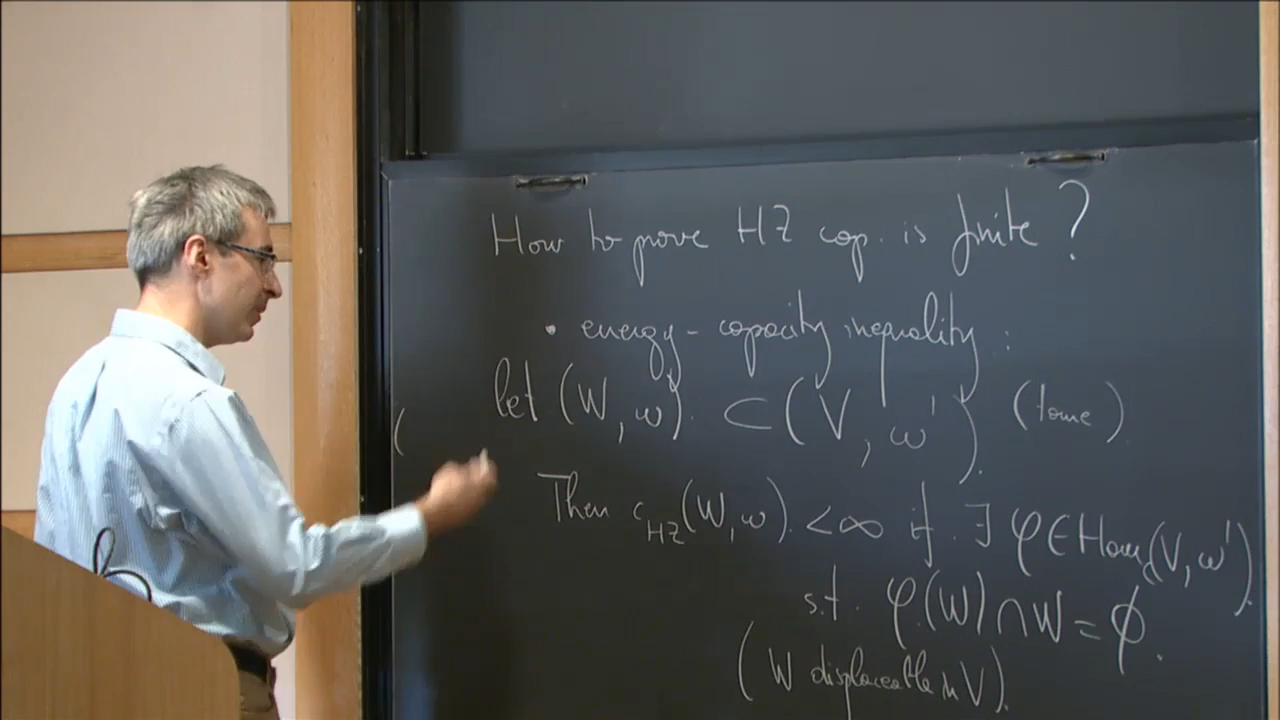 How to prove HZ cap. is finite ?
• energy-capacity inequality :
let (W, ω) ⊂ (V, ω'). (tame)
(
Then c_HZ(W, ω) < ∞ if ∃ φ ∈ Ham(V, ω')
s.t. φ(W) ∩ W = ∅.
(W displaceable in V).